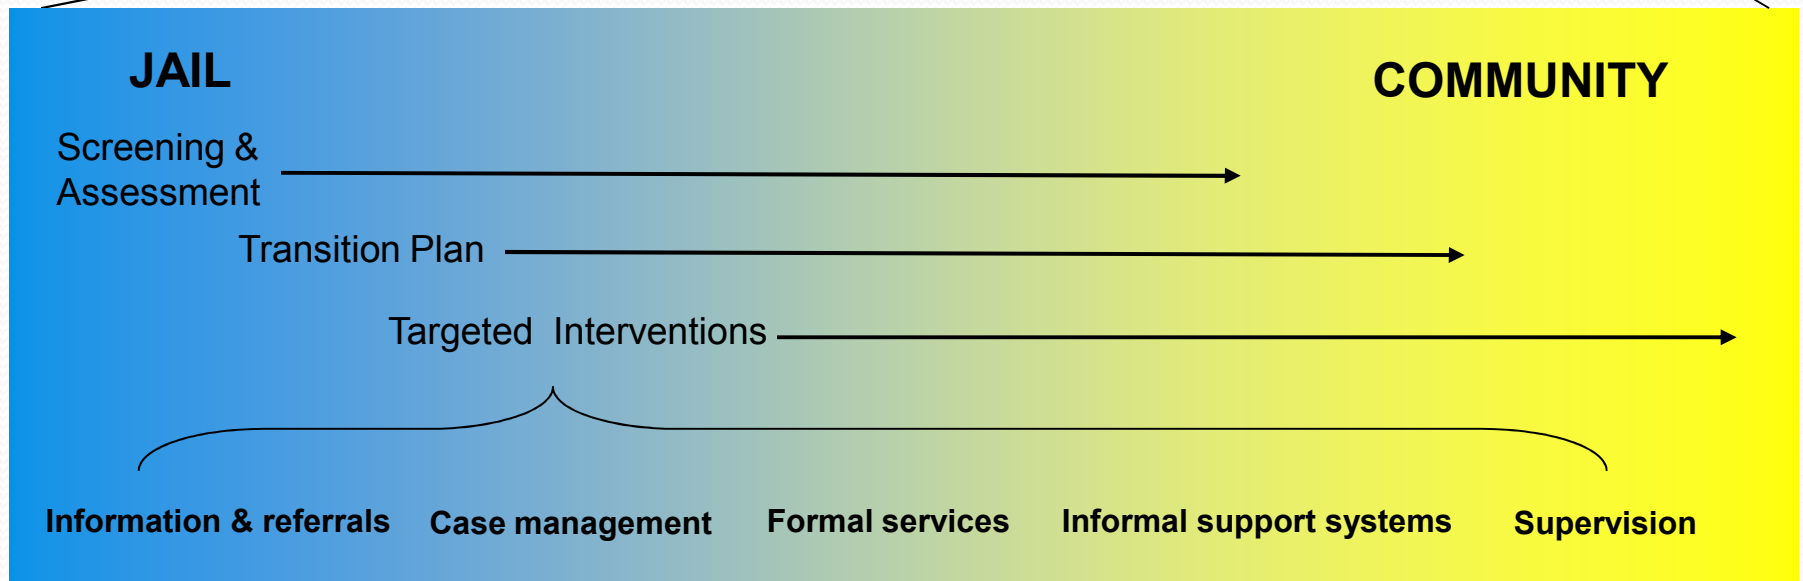 JAIL
COMMUNITY
Screening &
Assessment
Transition Plan
Targeted Interventions
Information & referrals
Case management
Formal services
Informal support systems
Supervision